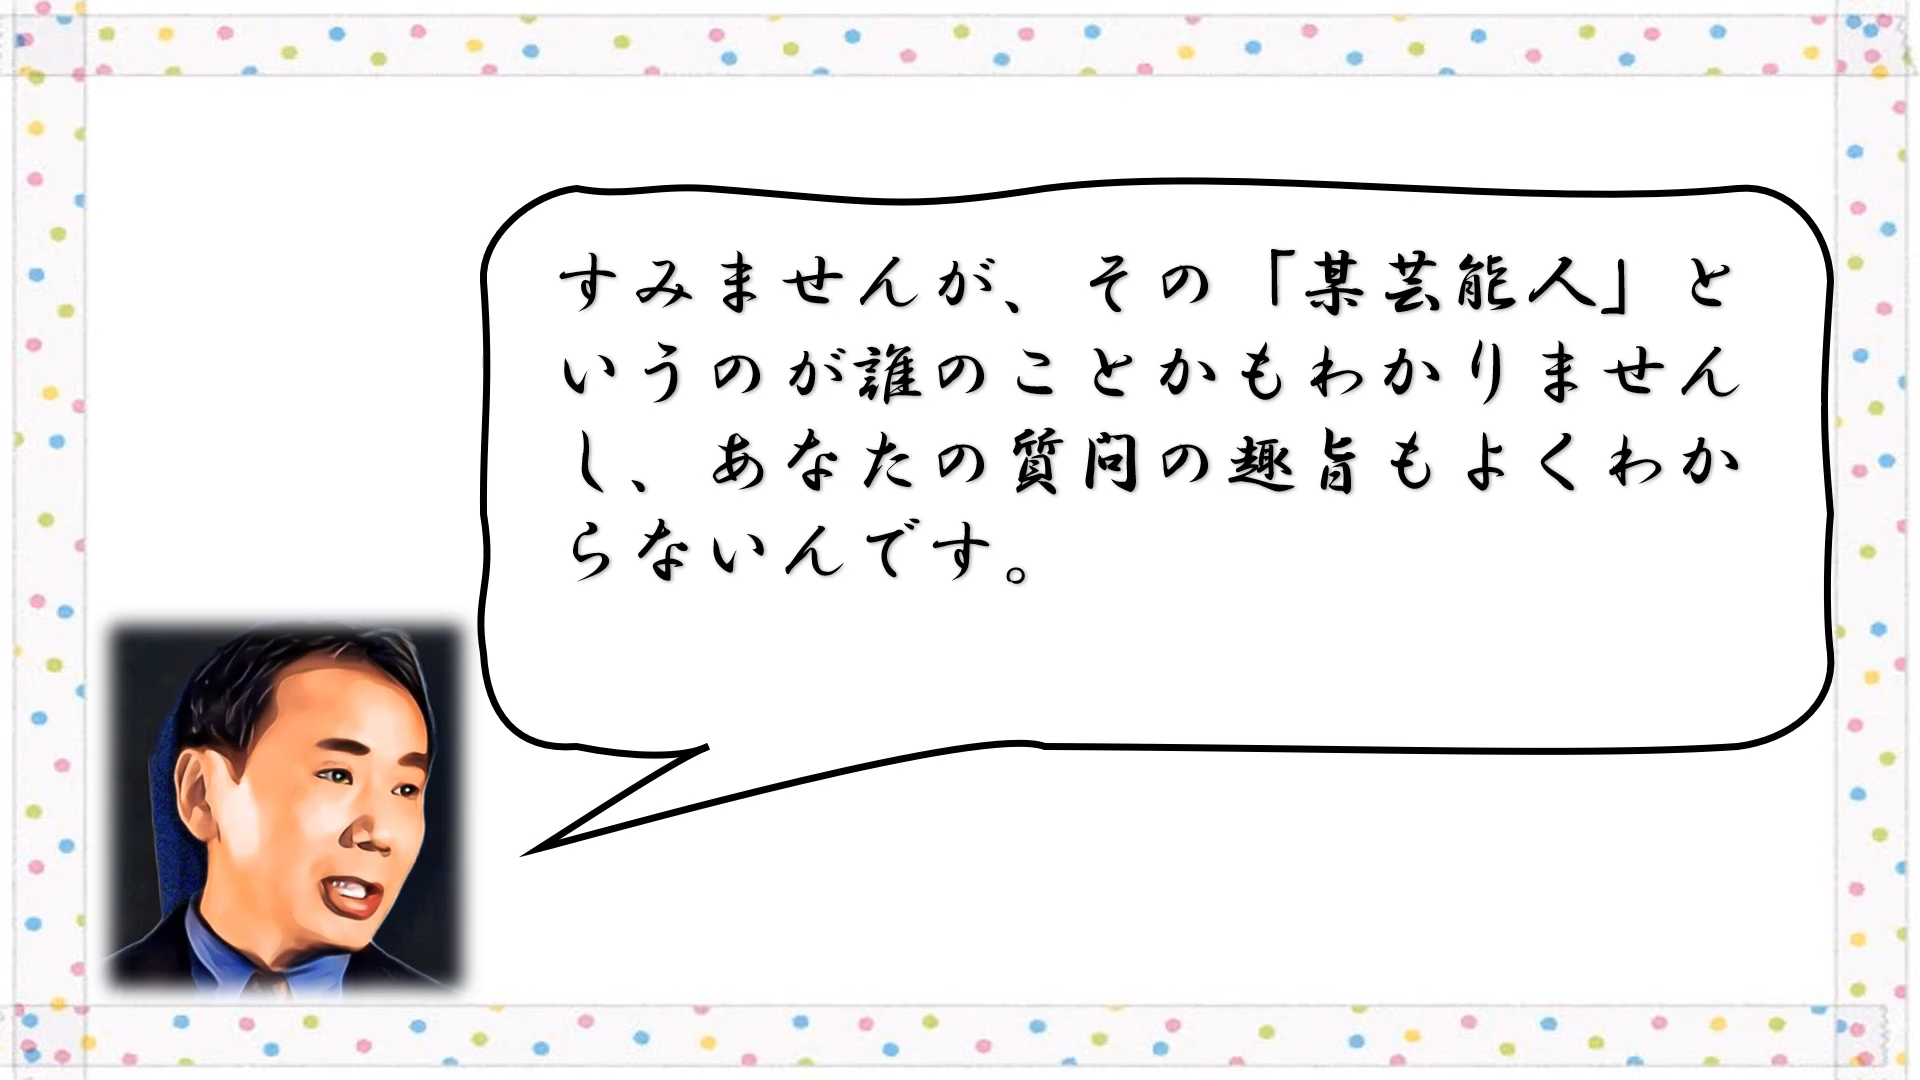 すみませんが、その「某芸能人」と
いうのが誰のことかもわかりません
し、あなたの質問の趣旨もよくわか
らないんです。